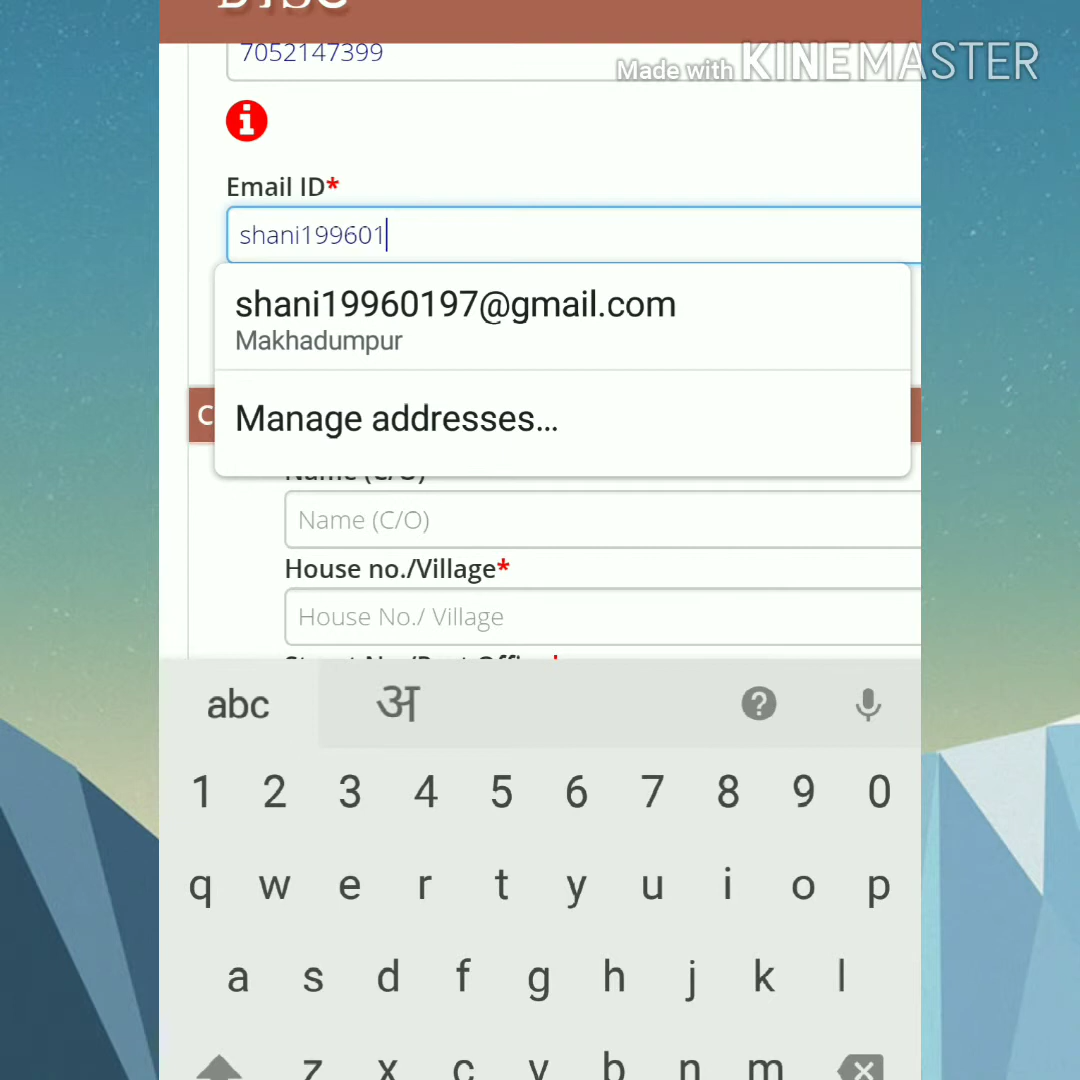 7052147399
Made with KINEMASTER
Email ID*
shani199601
shani19960197@gmail.com
Makhadumpur
C
Manage addresses...
Name (C/O)
Name (C/O)
House no./Village*
House No./ Village
abc अ
1 2 3 4 5 6 7 8 9 0
q w e r t y u i o p
a s d f g h j k l
z x c v b n m